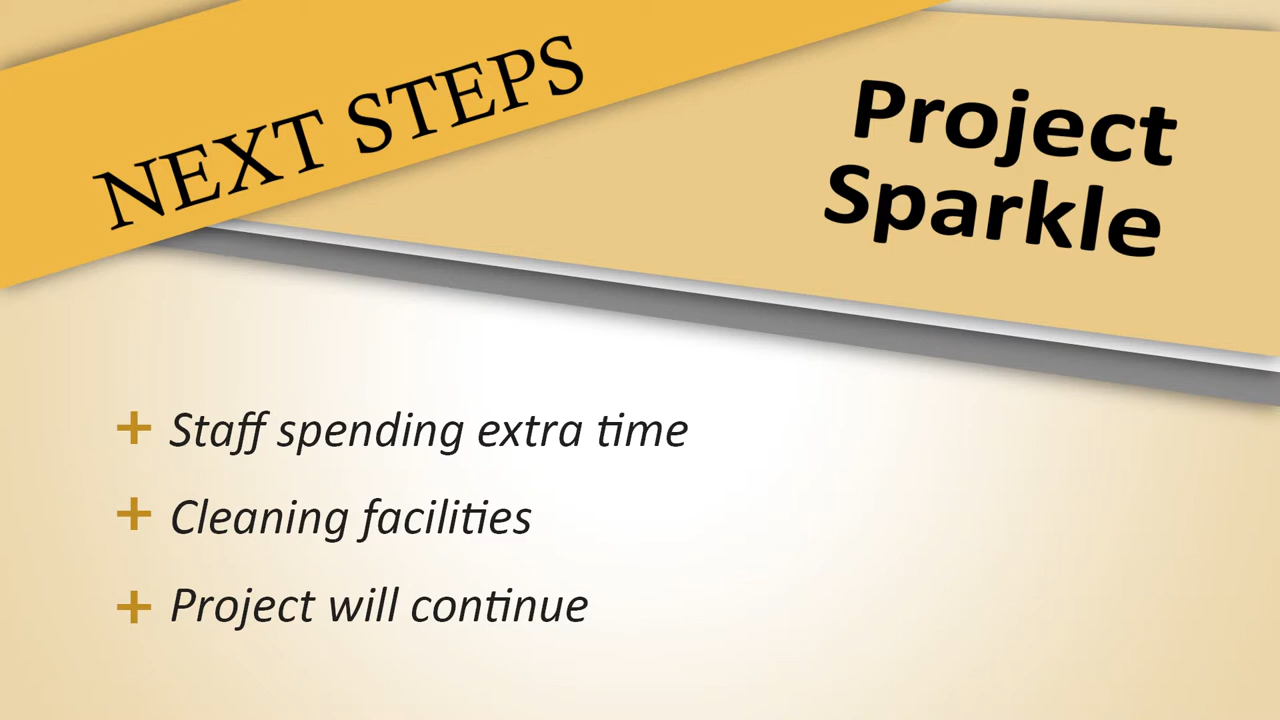 NEXT STEPS
Project
Sparkle
+ Staff spending extra time
+ Cleaning facilities
+ Project will continue